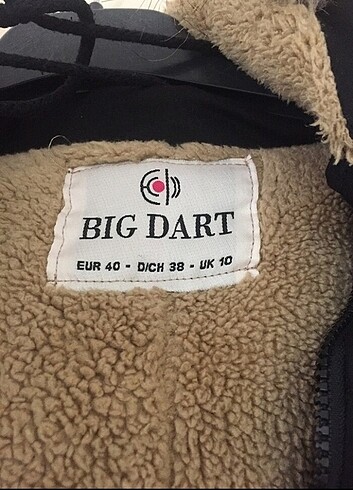 BIG DART
EUR 40 - D/CH 38 - UK 10